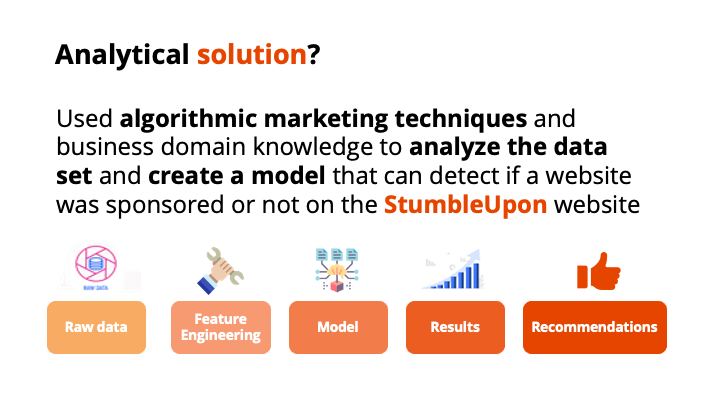 Analytical solution?
Used algorithmic marketing techniques and
business domain knowledge to analyze the data
set and create a model that can detect if a website
was sponsored or not on the StumbleUpon website
RAW DATA
Raw data
Feature
Engineering
Model
Results
Recommendations